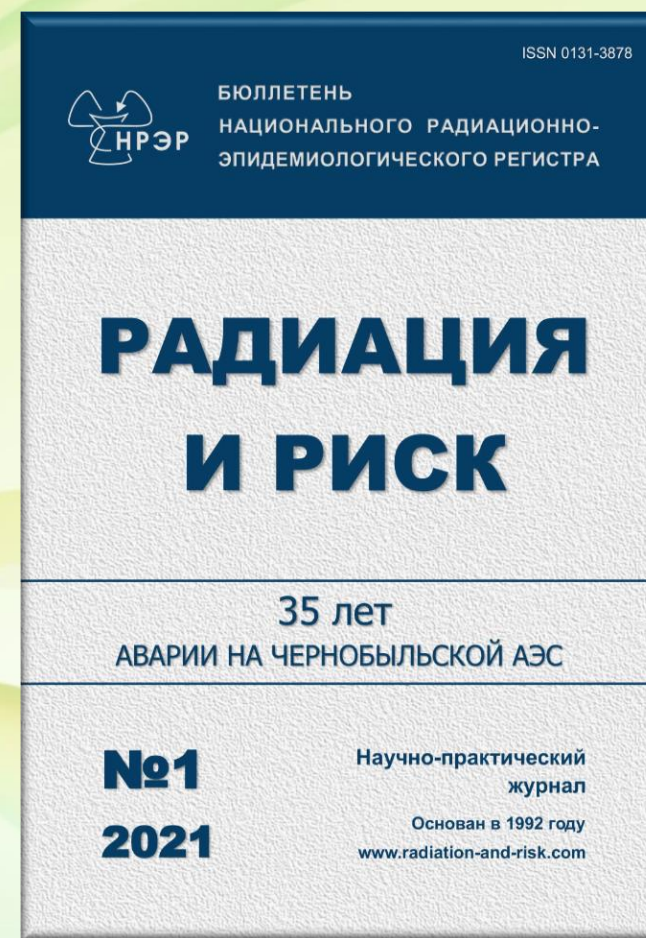 ISSN 0131-3878
БЮЛЛЕТЕНЬ
НАЦИОНАЛЬНОГО РАДИАЦИОННО-
ЭПИДЕМИОЛОГИЧЕСКОГО РЕГИСТРА
НРЭР
РАДИАЦИЯ
И РИСК
35 лет
АВАРИИ НА ЧЕРНОБЫЛЬСКОЙ АЭС
№1
2021
Научно-практический
журнал
Основан в 1992 году
www.radiation-and-risk.com